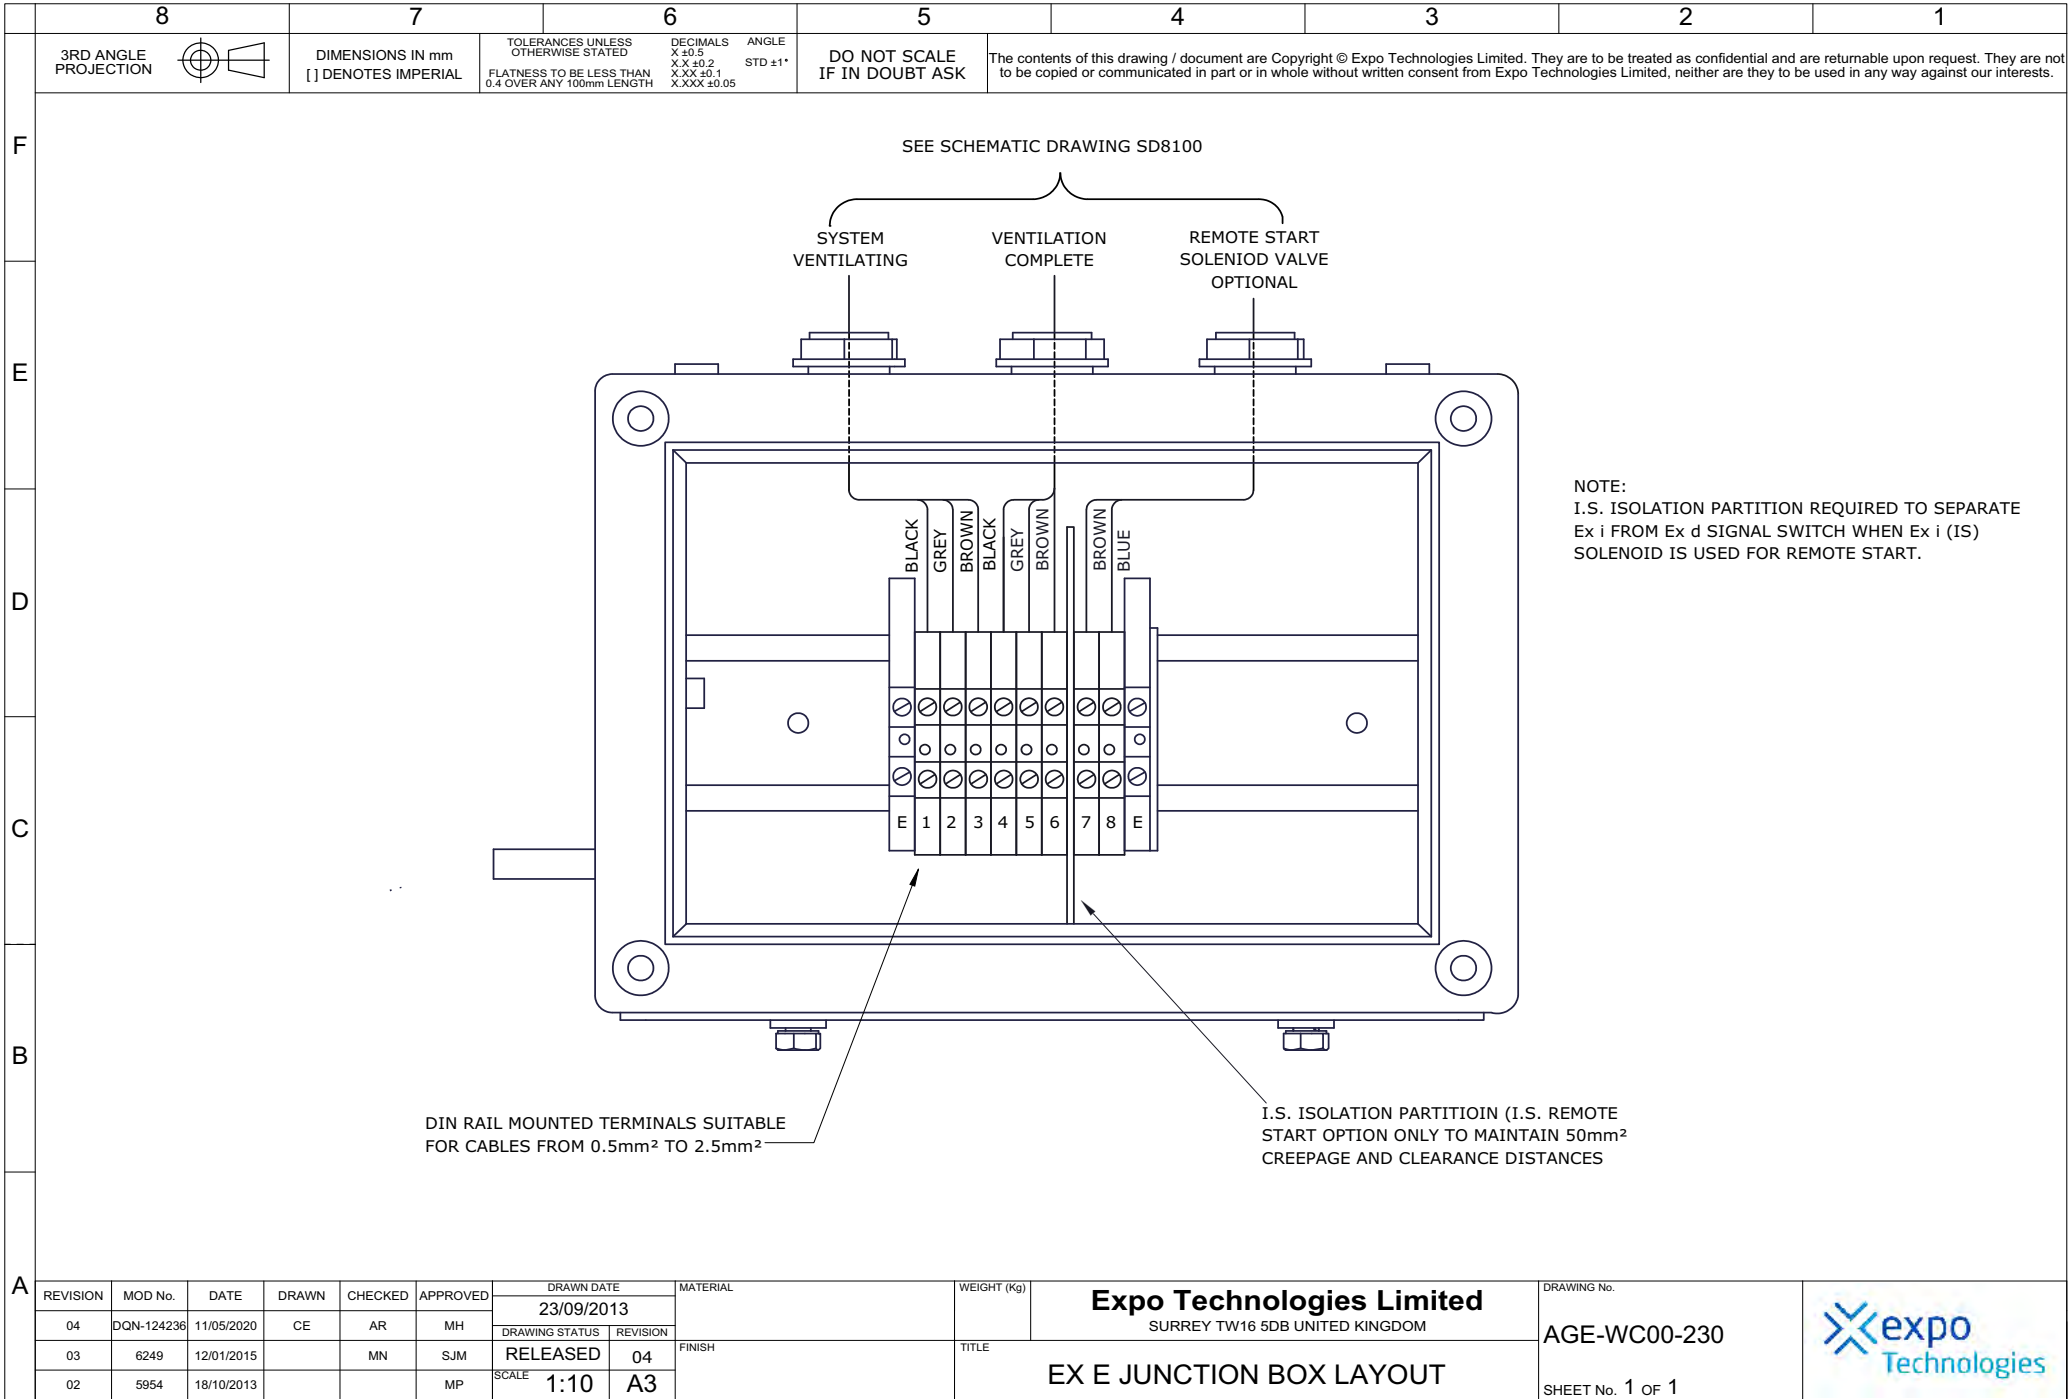 8 7 6 5 4 3 2 1
3RD ANGLE
PROJECTION
DIMENSIONS IN mm
[ ] DENOTES IMPERIAL
TOLERANCES UNLESS
OTHERWISE STATED
FLATNESS TO BE LESS THAN
0.4 OVER ANY 100mm LENGTH
DECIMALS
X ±0.5
X.X ±0.2
X.XX ±0.1
X.XXX ±0.05
ANGLE
STD ±1°
DO NOT SCALE
IF IN DOUBT ASK
The contents of this drawing / document are Copyright © Expo Technologies Limited. They are to be treated as confidential and are returnable upon request. They are not
to be copied or communicated in part or in whole without written consent from Expo Technologies Limited, neither are they to be used in any way against our interests.
F
SEE SCHEMATIC DRAWING SD8100
SYSTEM
VENTILATING
VENTILATION
COMPLETE
REMOTE START
SOLENIOD VALVE
OPTIONAL
E
NOTE:
I.S. ISOLATION PARTITION REQUIRED TO SEPARATE
Ex i FROM Ex d SIGNAL SWITCH WHEN Ex i (IS)
SOLENOID IS USED FOR REMOTE START.
BLACK
GREY
BROWN
BLACK
GREY
BROWN
BROWN
BLUE
D
C
E 1 2 3 4 5 6 7 8 E
B
DIN RAIL MOUNTED TERMINALS SUITABLE
FOR CABLES FROM 0.5mm² TO 2.5mm²
I.S. ISOLATION PARTITIOIN (I.S. REMOTE
START OPTION ONLY TO MAINTAIN 50mm²
CREEPAGE AND CLEARANCE DISTANCES
A
REVISION MOD No. DATE DRAWN CHECKED APPROVED
04 DQN-124236 11/05/2020 CE AR MH
03 6249 12/01/2015 MN SJM
02 5954 18/10/2013 MP
DRAWN DATE
23/09/2013
DRAWING STATUS REVISION
RELEASED 04
SCALE 1:10 A3
MATERIAL
FINISH
WEIGHT (Kg)
Expo Technologies Limited
SURREY TW16 5DB UNITED KINGDOM
TITLE
EX E JUNCTION BOX LAYOUT
DRAWING No.
AGE-WC00-230
SHEET No. 1 OF 1
expo
Technologies